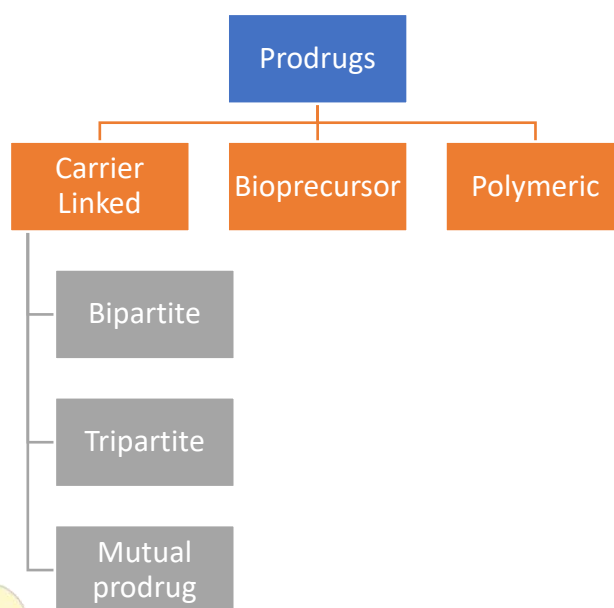 Prodrugs
Carrier
Linked
Bioprecursor
Polymeric
Bipartite
Tripartite
Mutual
prodrug